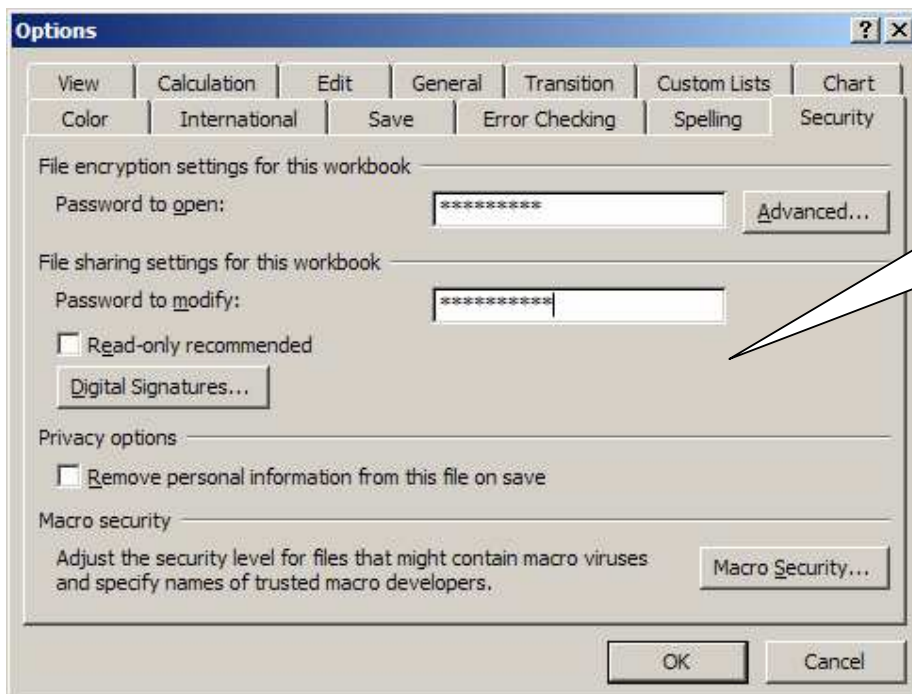 Options
View Calculation Edit General Transition Custom Lists Chart
Color International Save Error Checking Spelling Security
File encryption settings for this workbook
Password to open: ********* Advanced...
File sharing settings for this workbook
Password to modify: **********
Read-only recommended
Digital Signatures...
Privacy options
Remove personal information from this file on save
Macro security
Adjust the security level for files that might contain macro viruses
and specify names of trusted macro developers.
Macro Security...
OK Cancel